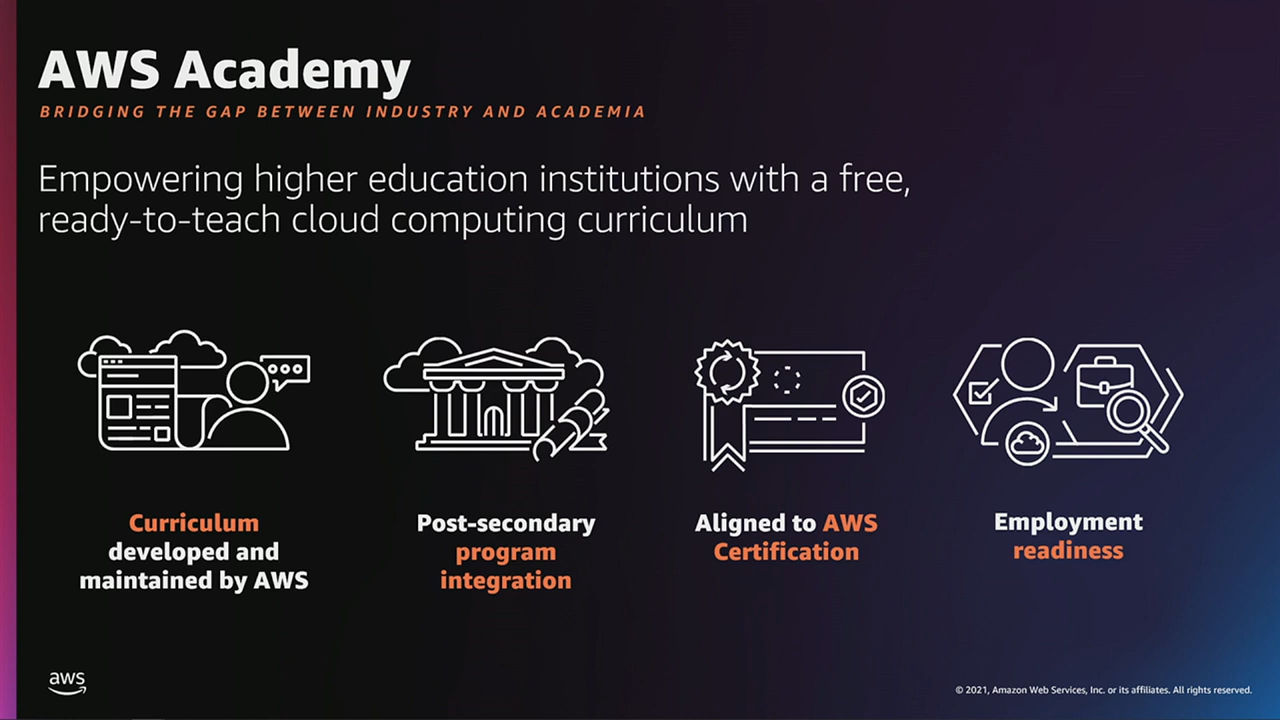 AWS Academy
BRIDGING THE GAP BETWEEN INDUSTRY AND ACADEMIA
Empowering higher education institutions with a free,
ready-to-teach cloud computing curriculum
Curriculum
developed and
maintained by AWS
Post-secondary
program
integration
Aligned to AWS
Certification
Employment
readiness
aws
© 2021, Amazon Web Services, Inc. or its affiliates. All rights reserved.